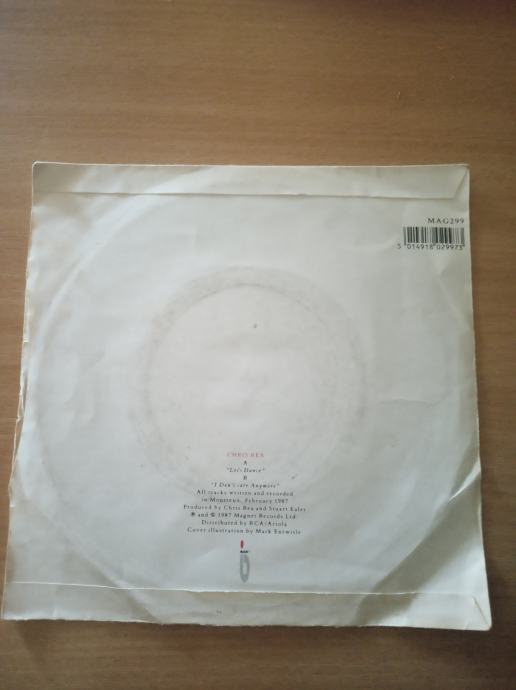 MAG299
5 014918 029973
CHRIS REA
A
"Let's Dance"
B
"I Don't care Anymore"
All tracks written and recorded
in Montreux, February 1987
Produced by Chris Rea and Stuart Ealey
℗ and © 1987 Magnet Records Ltd.
Distributed by RCA/Ariola
Cover illustration by Mark Entwisle